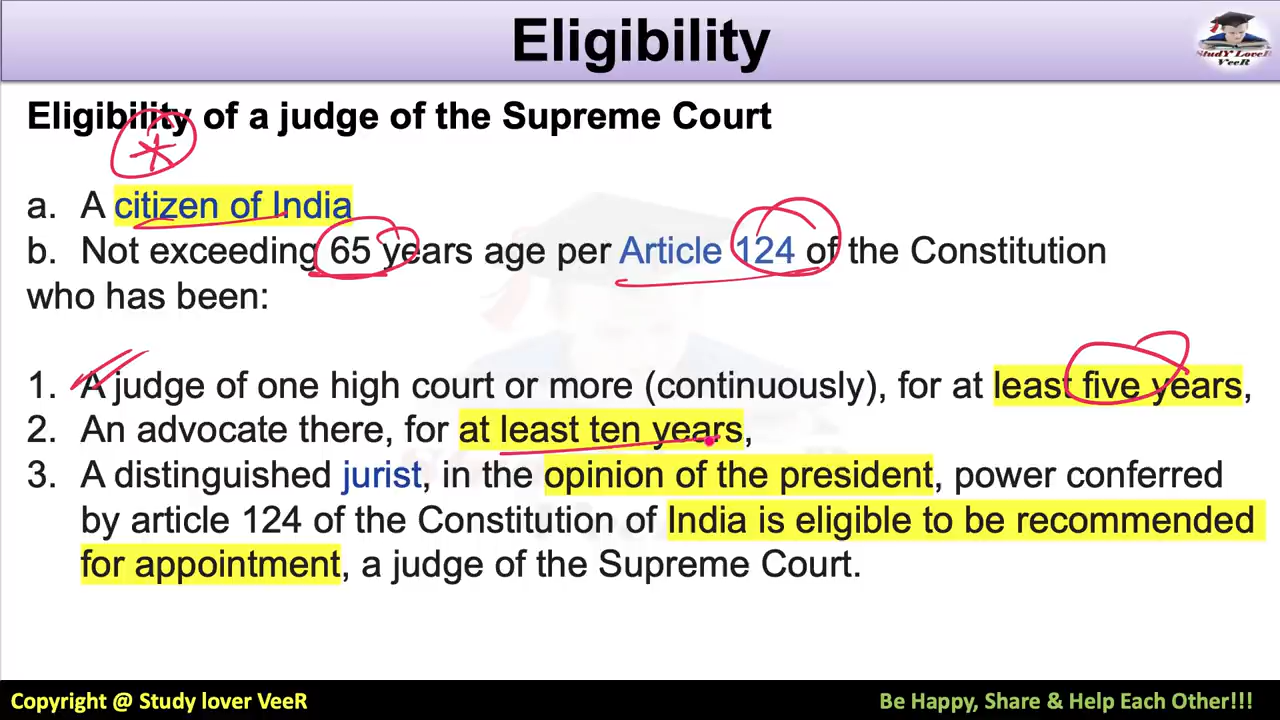 Eligibility
StudY LoveR
VeeR
Eligibility of a judge of the Supreme Court
a. A citizen of India
b. Not exceeding 65 years age per Article 124 of the Constitution
who has been:
1. A judge of one high court or more (continuously), for at least five years,
2. An advocate there, for at least ten years,
3. A distinguished jurist, in the opinion of the president, power conferred
by article 124 of the Constitution of India is eligible to be recommended
for appointment, a judge of the Supreme Court.
Copyright @ Study lover VeeR
Be Happy, Share & Help Each Other!!!